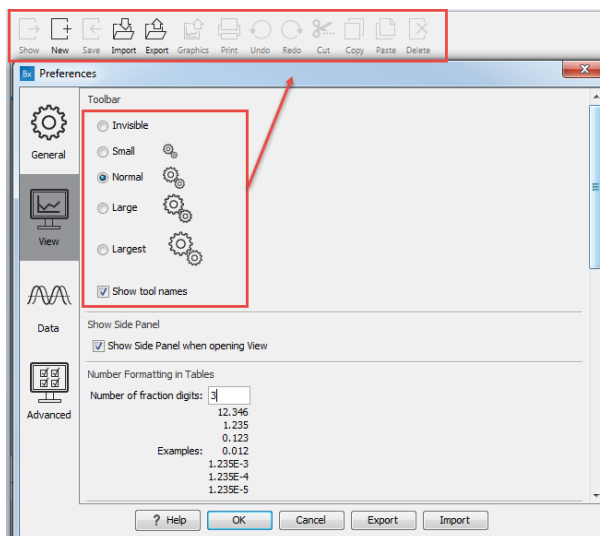 Show New Save Import Export Graphics Print Undo Redo Cut Copy Paste Delete
Bx Preferences
General
View
Data
Advanced
Toolbar
Invisible
Small
Normal
Large
Largest
Show tool names
Show Side Panel
Show Side Panel when opening View
Number Formatting in Tables
Number of fraction digits: 3
12.346
1.235
0.123
Examples: 0.012
1.235E-3
1.235E-4
1.235E-5
? Help OK Cancel Export Import